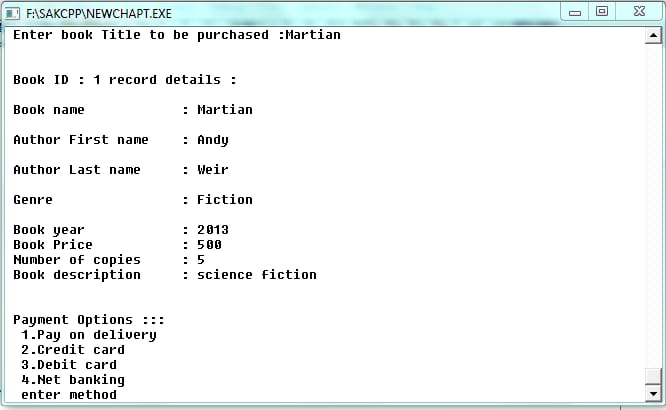 F:\SAKCPP\NEWCHAPT.EXE
Enter book Title to be purchased :Martian
Book ID : 1 record details :
Book name : Martian
Author First name : Andy
Author Last name : Weir
Genre : Fiction
Book year : 2013
Book Price : 500
Number of copies : 5
Book description : science fiction
Payment Options :::
1.Pay on delivery
2.Credit card
3.Debit card
4.Net banking
enter method